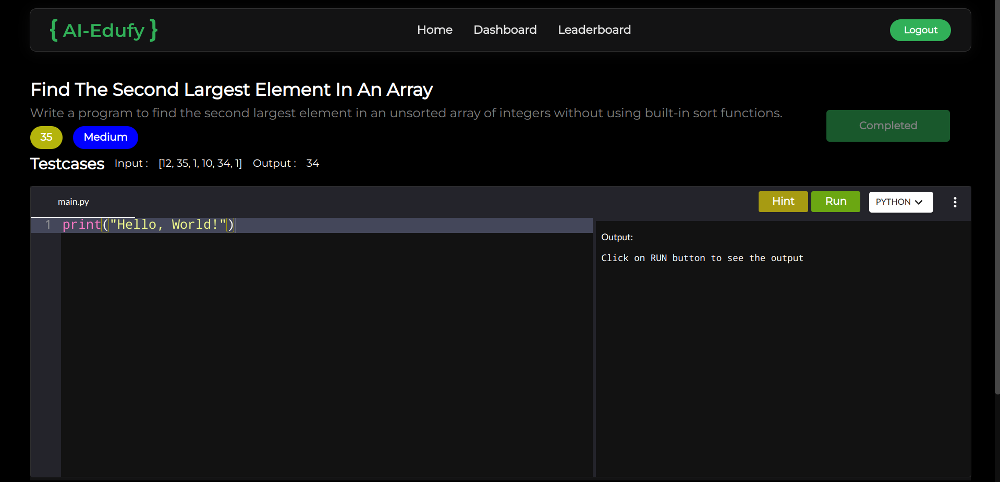 { AI-Edufy }
Home Dashboard Leaderboard
Logout
Find The Second Largest Element In An Array
Write a program to find the second largest element in an unsorted array of integers without using built-in sort functions.
Completed
35 Medium
Testcases Input : [12, 35, 1, 10, 34, 1] Output : 34
main.py
Hint Run PYTHON
1 print("Hello, World!")
Output:
Click on RUN button to see the output